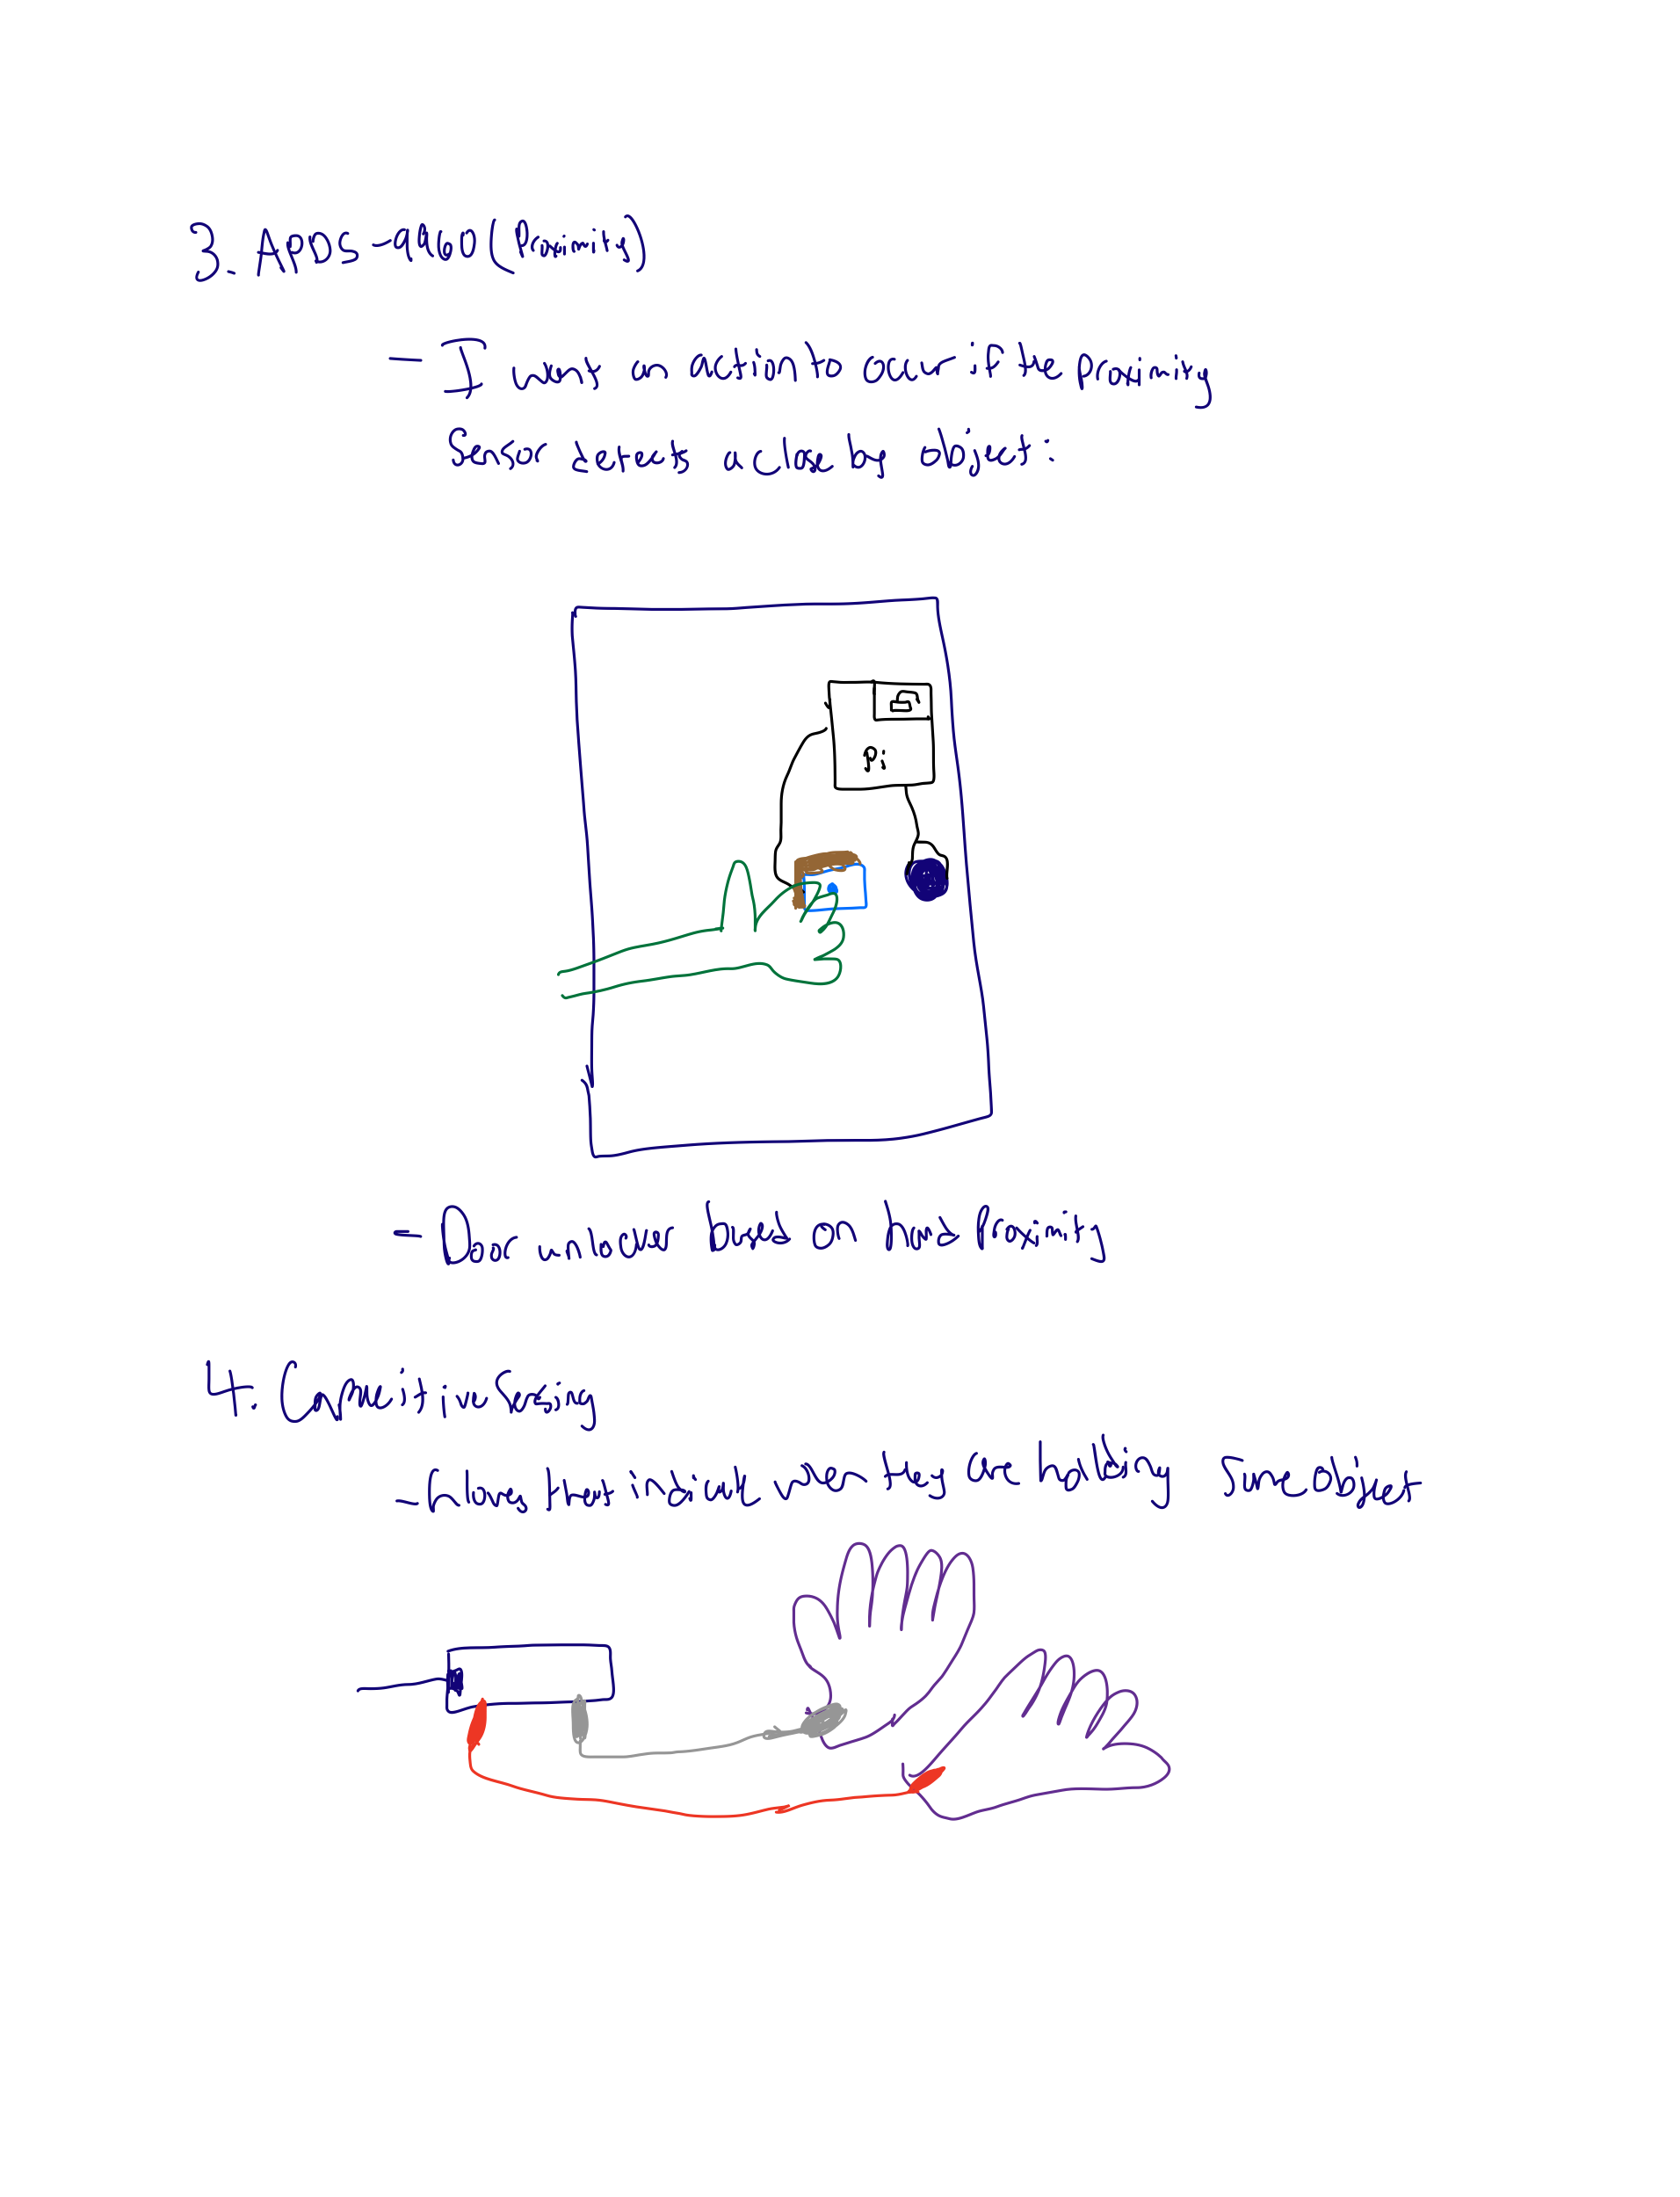 3. APDS-9960 (Proximity)
- I want an action to occur if the proximity
Sensor detects a close by object:
Pi
- Door unlocker based on hand Proximity
4. Capacitive Sensing
- Gloves that indicate when they are holding same object